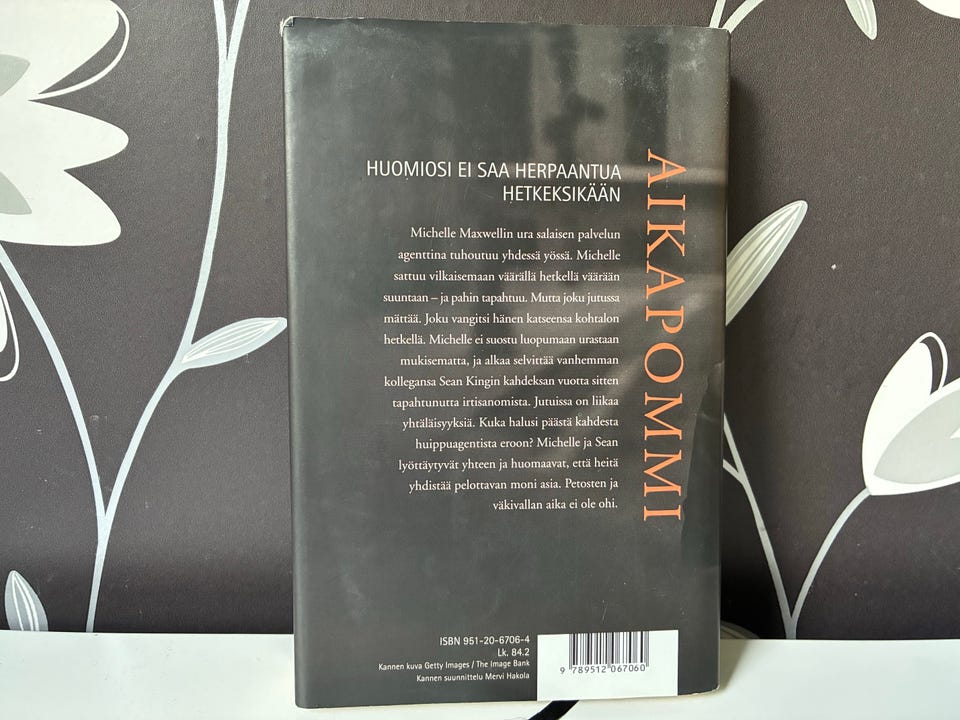 HUOMIOSI EI SAA HERPAANTUA
HETKEKSIKÄÄN
Michelle Maxwellin ura salaisen palvelun
agenttina tuhoutuu yhdessä yössä. Michelle
sattuu vilkaisemaan väärällä hetkellä väärään
suuntaan – ja pahin tapahtuu. Mutta joku jutussa
mättää. Joku vangitsi hänen katseensa kohtalon
hetkellä. Michelle ei suostu luopumaan urastaan
mukisematta, ja alkaa selvittää vanhemman
kollegansa Sean Kingin kahdeksan vuotta sitten
tapahtunutta irtisanomista. Jutuissa on liikaa
yhtäläisyyksiä. Kuka halusi päästä kahdesta
huippuagentista eroon? Michelle ja Sean
lyöttäytyvät yhteen ja huomaavat, että heitä
yhdistää pelottavan moni asia. Petosten ja
väkivallan aika ei ole ohi.
AIKAPOMMI
ISBN 951-20-6706-4
Lk. 84.2
Kannen kuva Getty Images / The Image Bank
Kannen suunnittelu Mervi Hakola
9 789512 067060